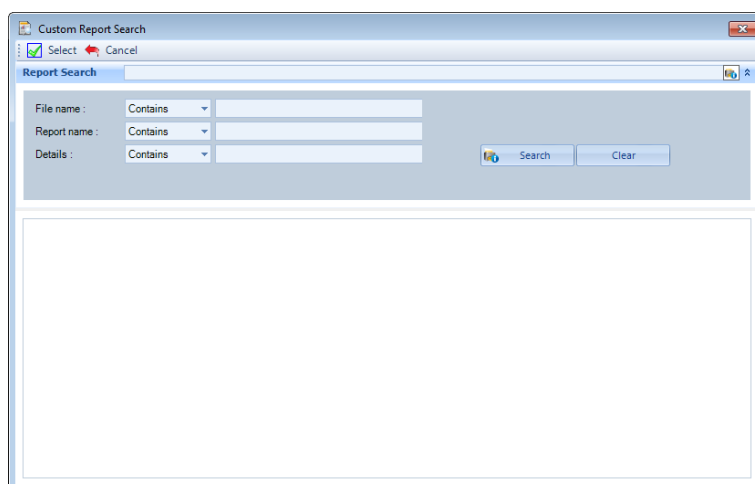 Custom Report Search
Select Cancel
Report Search
File name : Contains
Report name : Contains
Details : Contains Search Clear